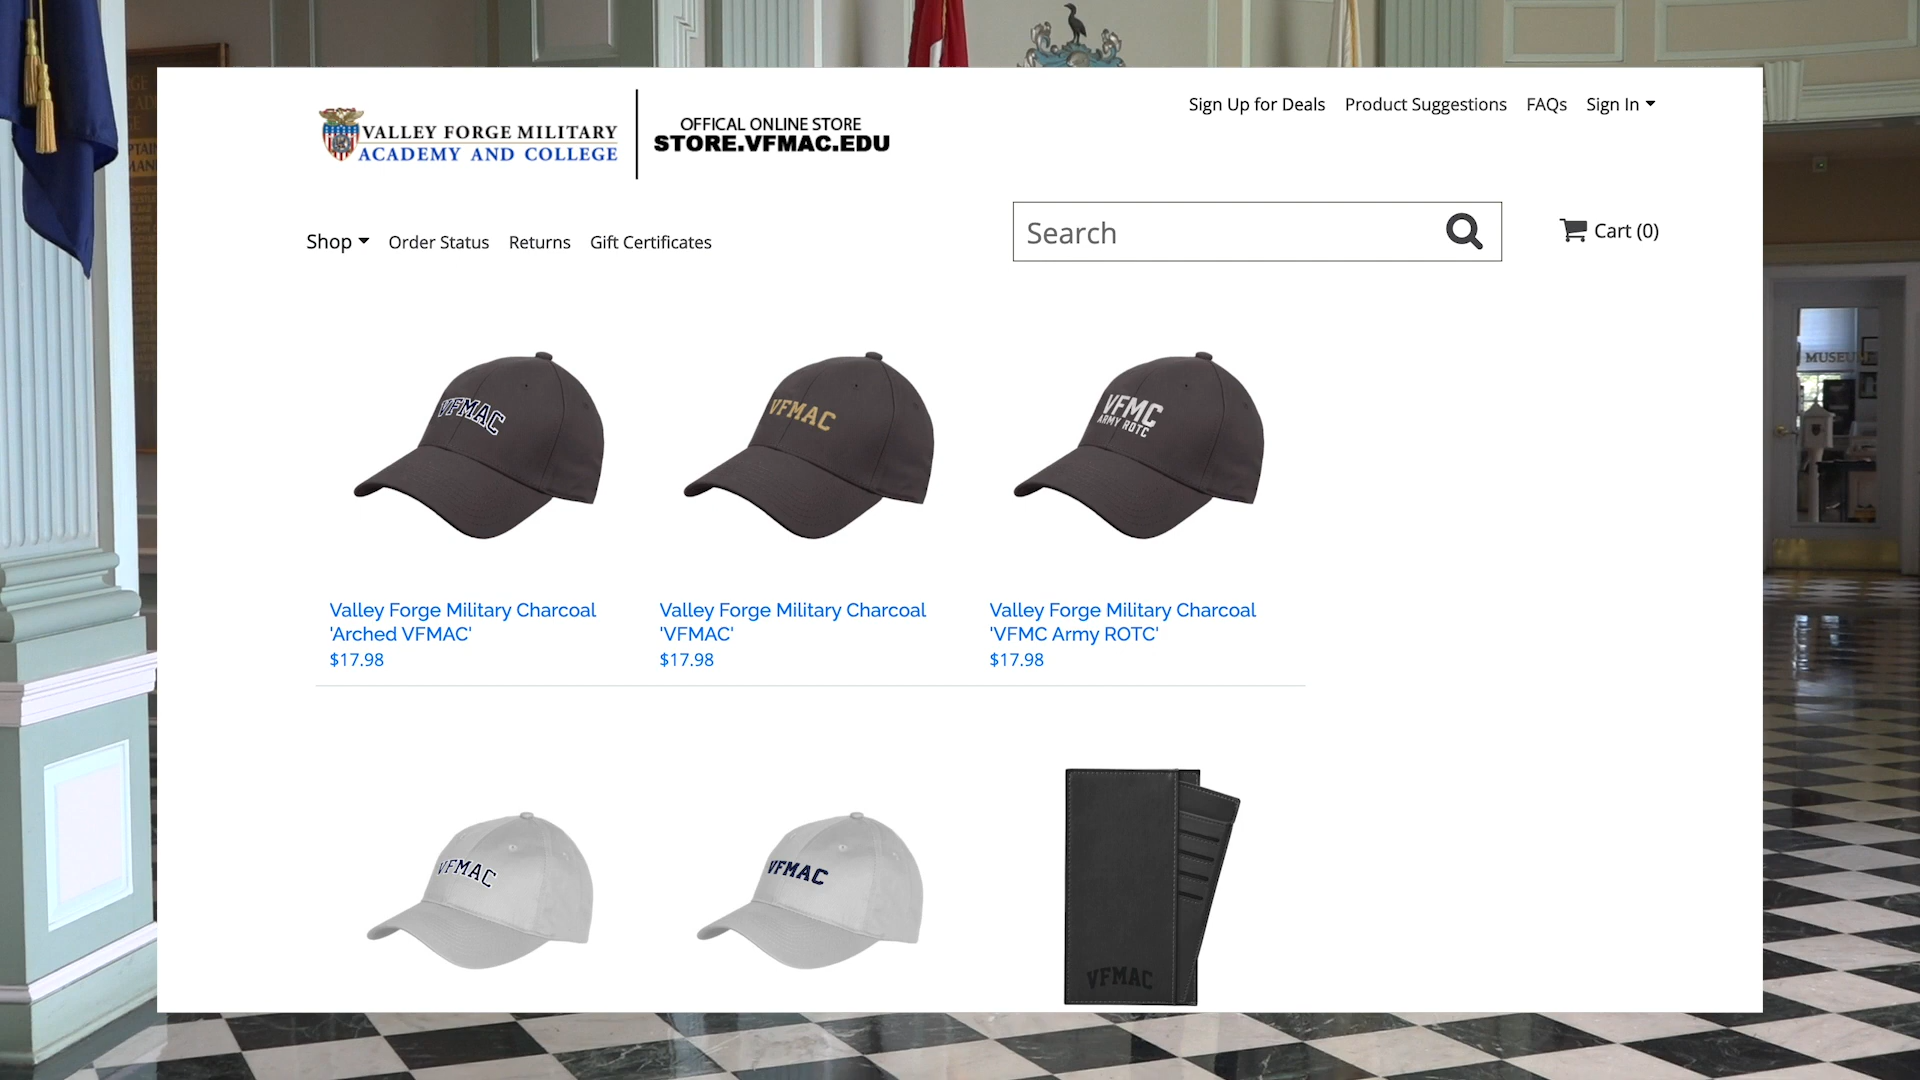 VALLEY FORGE MILITARY
ACADEMY AND COLLEGE
OFFICAL ONLINE STORE
STORE.VFMAC.EDU
Sign Up for Deals
Product Suggestions
FAQs
Sign In
Shop
Order Status
Returns
Gift Certificates
Search
Cart (0)
VFMAC
VFMAC
VFMC
ARMY ROTC
MUSEUM
Valley Forge Military Charcoal
'Arched VFMAC'
$17.98
Valley Forge Military Charcoal
'VFMAC'
$17.98
Valley Forge Military Charcoal
'VFMC Army ROTC'
$17.98
VFMAC
VFMAC
VFMAC